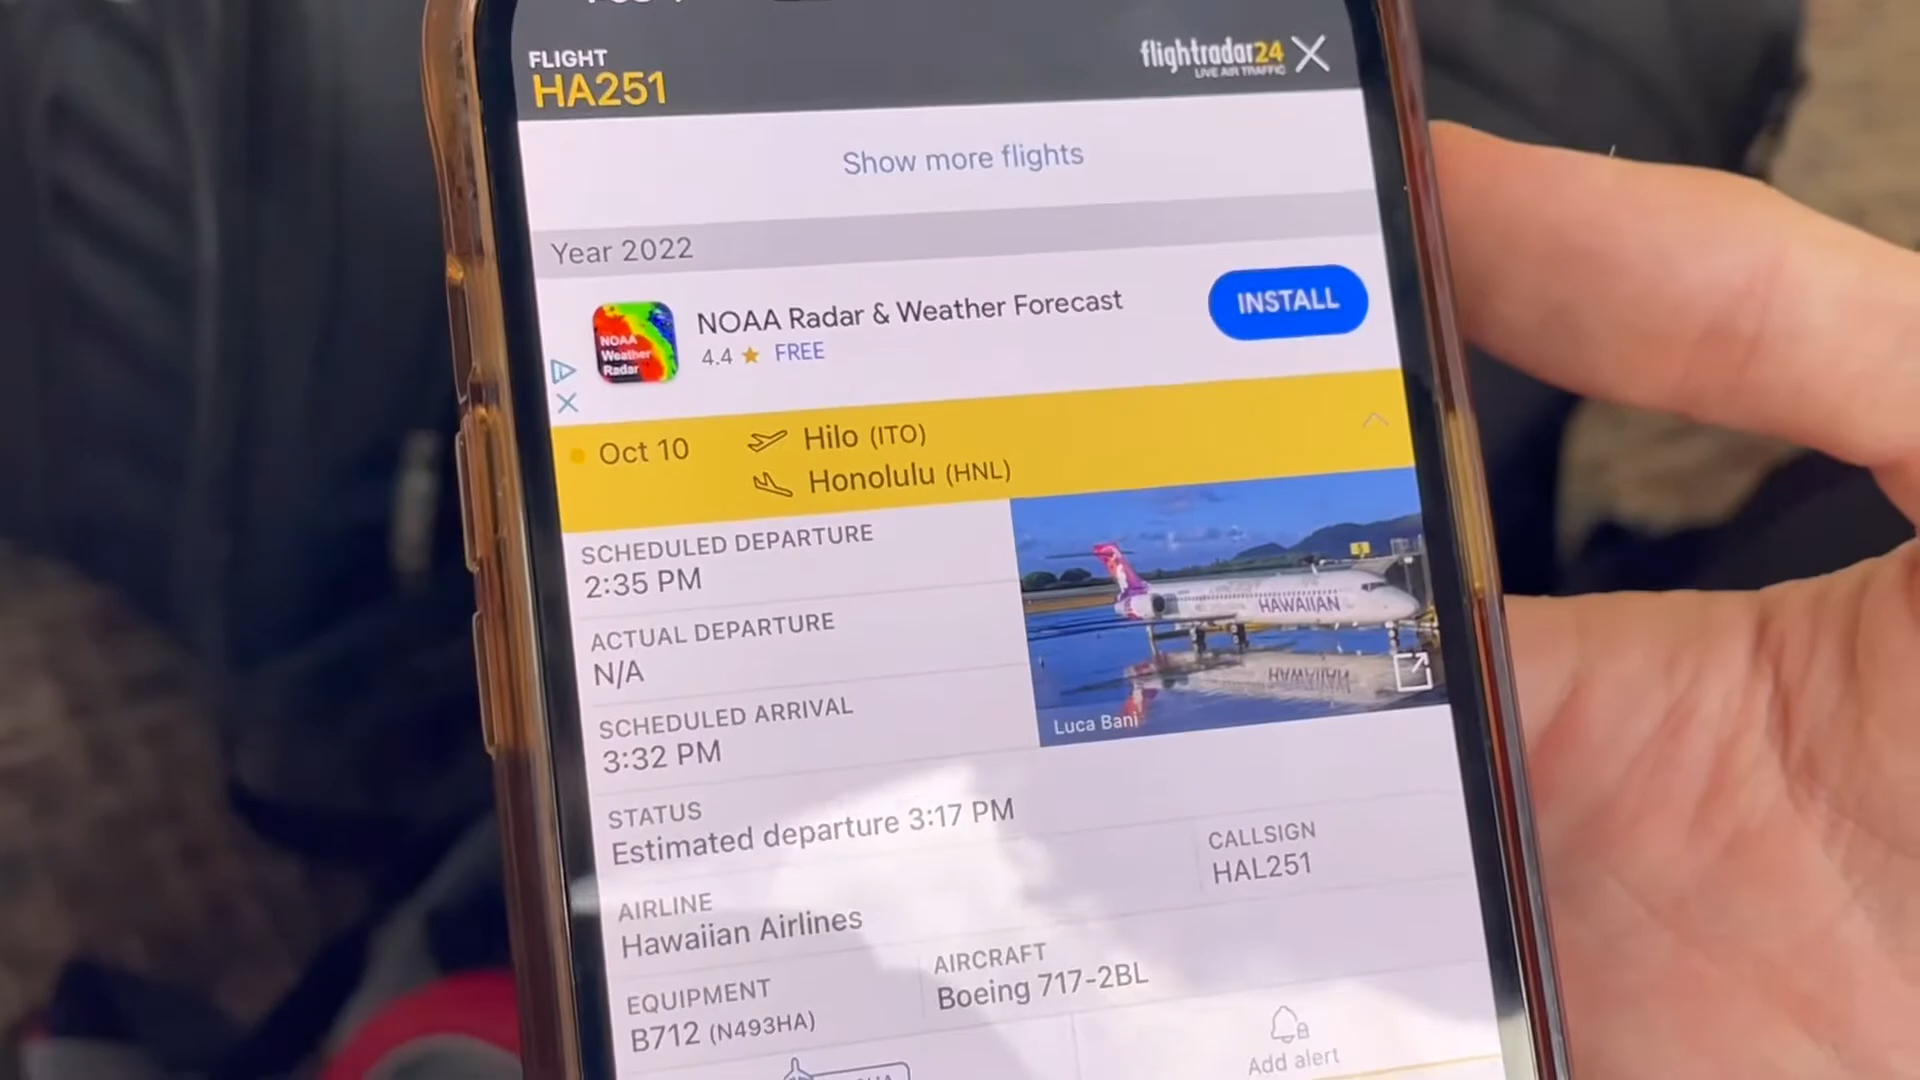 FLIGHT
HA251
flightradar24
LIVE AIR TRAFFIC
Show more flights
Year 2022
NOAA
Weather
Radar
NOAA Radar & Weather Forecast
4.4 ★ FREE
INSTALL
Oct 10
Hilo (ITO)
Honolulu (HNL)
SCHEDULED DEPARTURE
2:35 PM
ACTUAL DEPARTURE
N/A
SCHEDULED ARRIVAL
3:32 PM
HAWAIIAN
Luca Bani
STATUS
Estimated departure 3:17 PM
CALLSIGN
HAL251
AIRLINE
Hawaiian Airlines
EQUIPMENT
B712 (N493HA)
AIRCRAFT
Boeing 717-2BL
Add alert